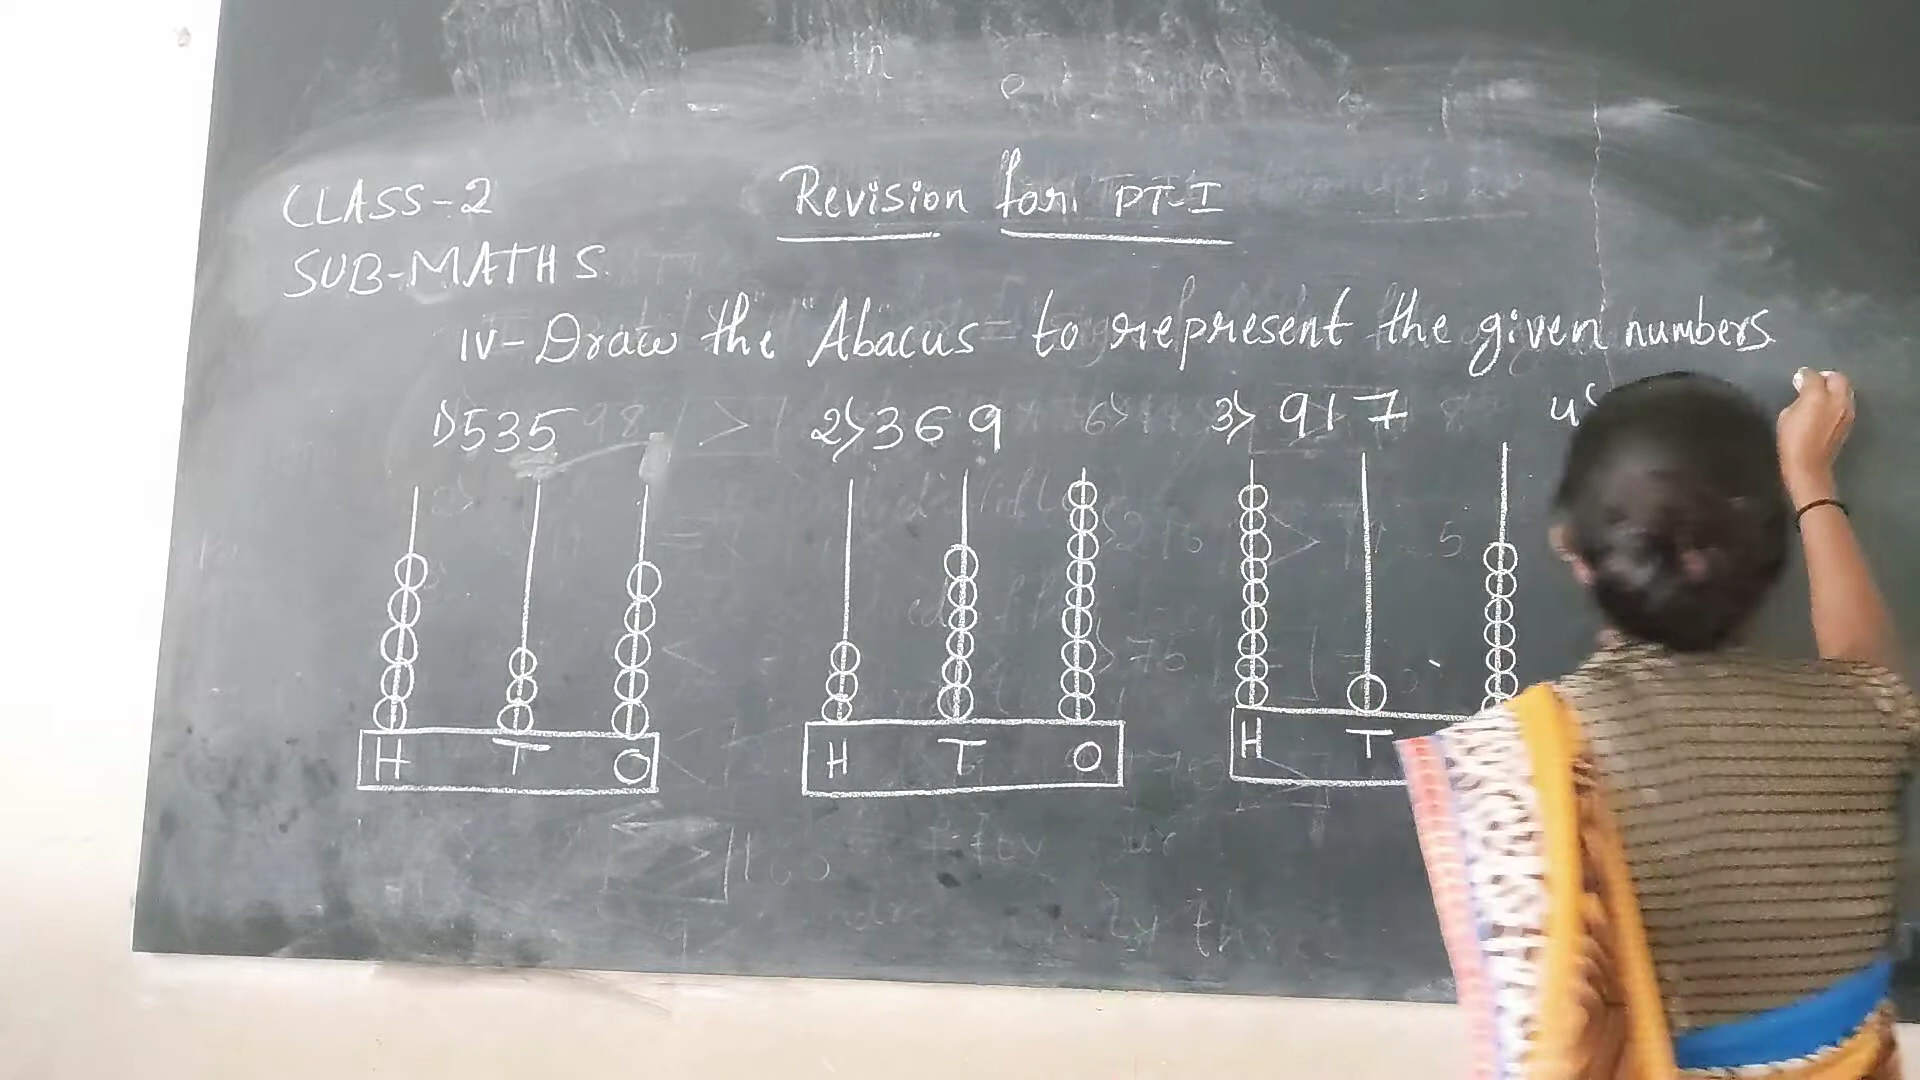 CLASS-2
Revision for PT-I
SUB-MATHS.
IV-Draw the "Abacus" to represent the given numbers
1) 535
2) 369
3) 917
H T O
H T O
H T